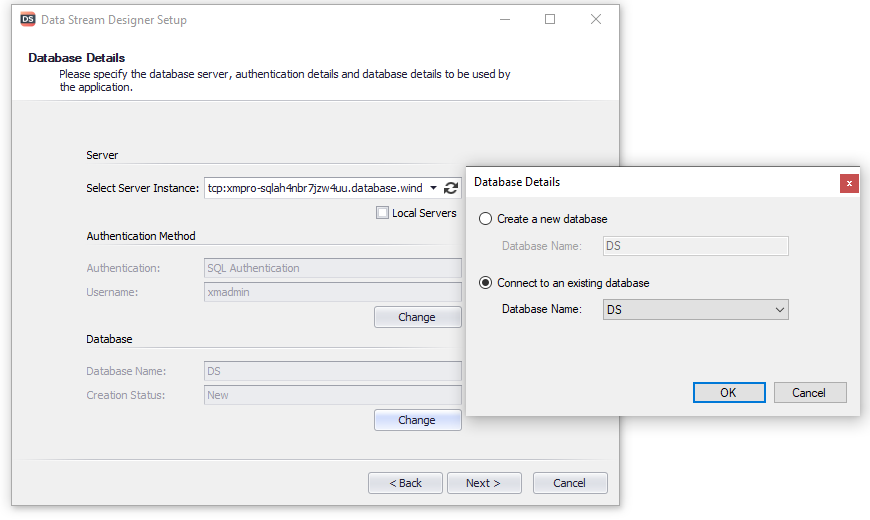 DS Data Stream Designer Setup
Database Details
Please specify the database server, authentication details and database details to be used by
the application.
Server
Select Server Instance: tcp:xmpro-sqlah4nbr7jzw4uu.database.wind
Local Servers
Authentication Method
Authentication: SQL Authentication
Username: xmadmin
Change
Database
Database Name: DS
Creation Status: New
Change
< Back Next > Cancel
Database Details x
Create a new database
Database Name: DS
Connect to an existing database
Database Name: DS
OK Cancel